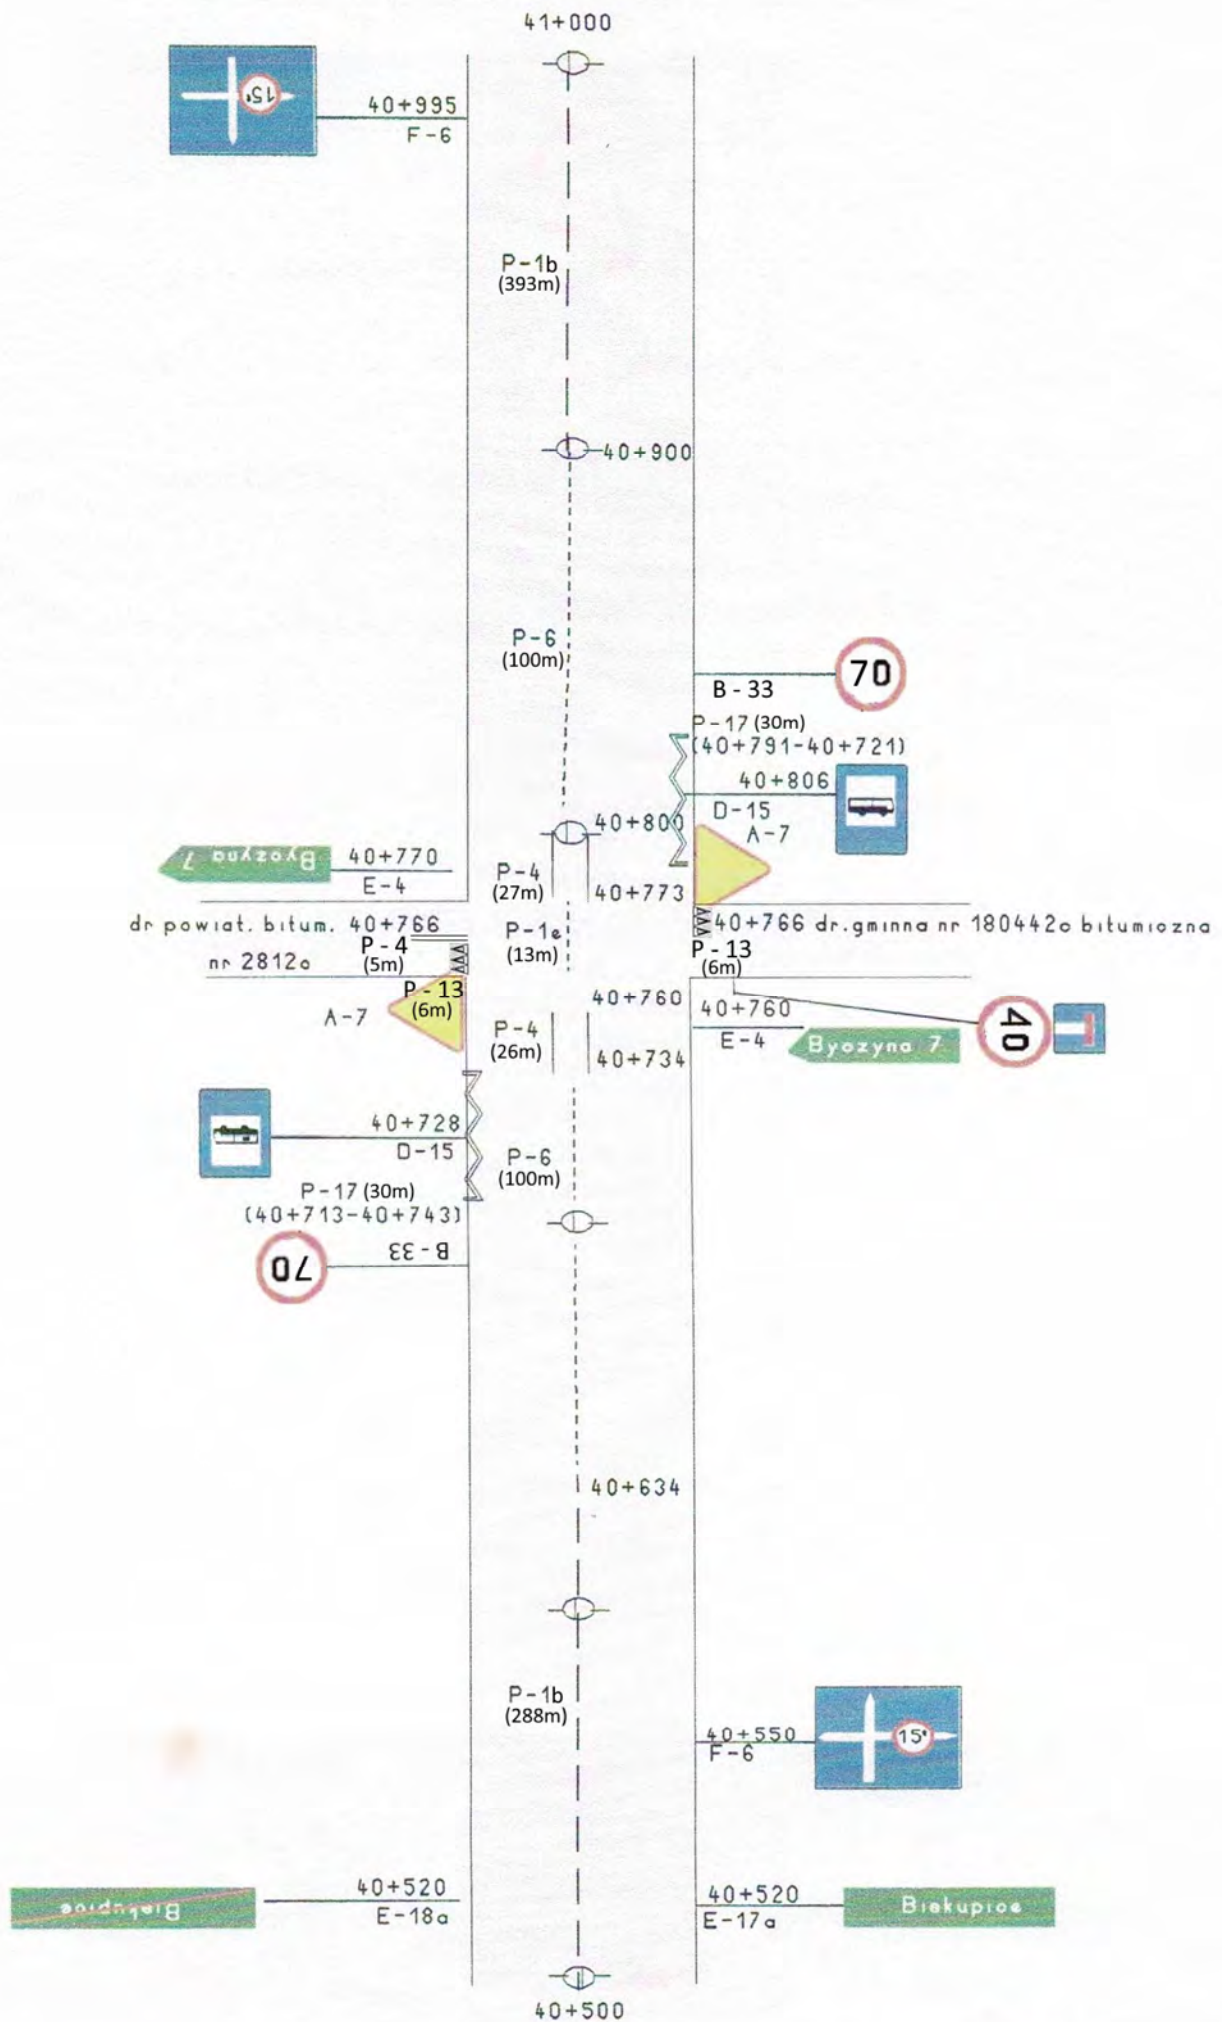 41+000
15t
40+995
F-6
P-1b
(393m)
40+900
P-6
(100m)
70
B - 33
P-17 (30m)
(40+791-40+721)
40+806
D-15
40+800
A-7
Byozyna 7
40+770
E-4
P-4
(27m)
40+773
dr powiat. bitum. 40+766
nr 2812o
P - 4
(5m)
P-1e
(13m)
40+766 dr.gminna nr 180442o bitumiozna
P - 13
(6m)
P - 13
(6m)
A-7
40+760
40+760
E-4
Byozyna 7
40
P-4
(26m)
40+734
40+728
D-15
P-6
(100m)
P-17 (30m)
(40+713-40+743)
B - 33
70
40+634
P-1b
(288m)
40+550
F-6
15t
40+520
E-18a
Biskupice
40+520
E-17a
Biskupice
40+500